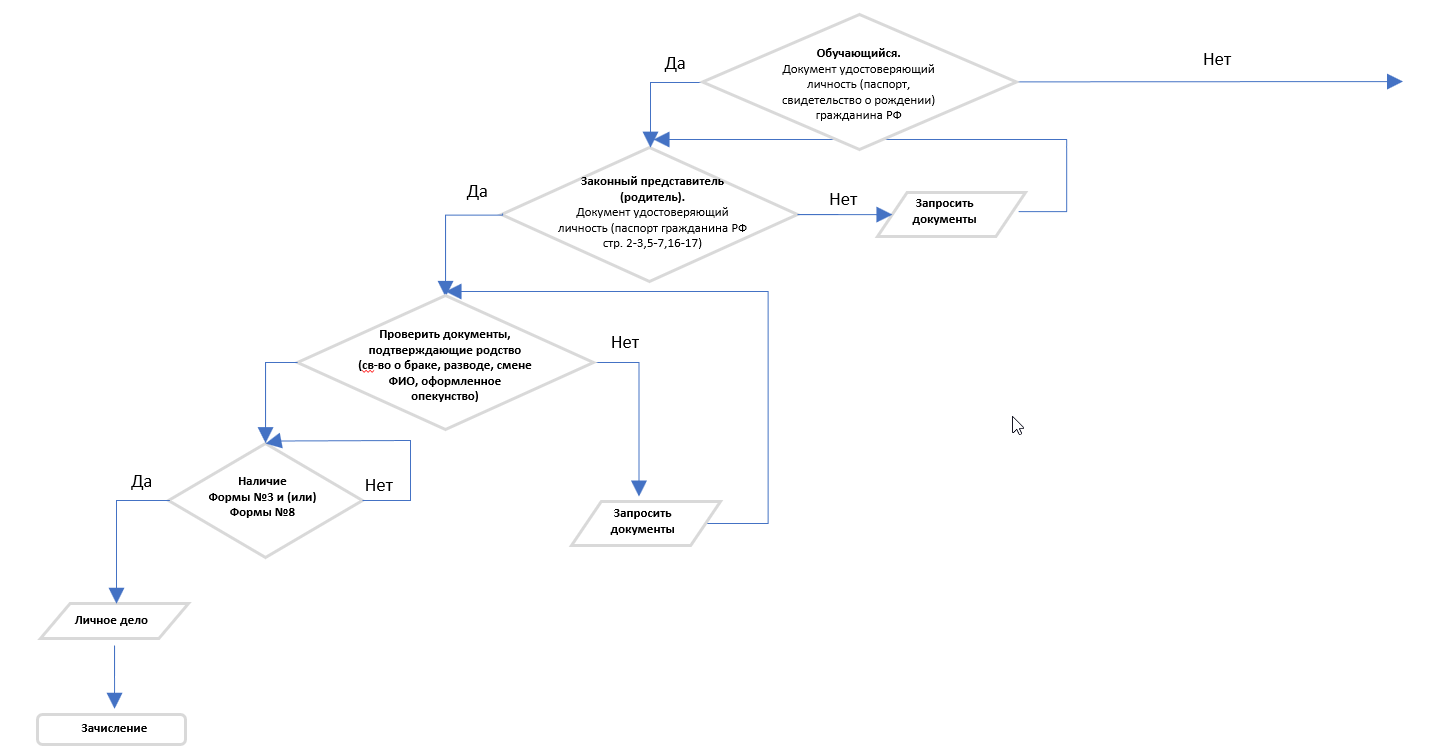 Обучающийся.
Документ удостоверяющий
личность (паспорт,
свидетельство о рождении)
гражданина РФ
Да
Нет
Законный представитель
(родитель).
Документ удостоверяющий
личность (паспорт гражданина РФ
стр. 2-3,5-7,16-17)
Да
Нет
Запросить
документы
Проверить документы,
подтверждающие родство
(св-во о браке, разводе, смене
ФИО, оформленное
опекунство)
Нет
Запросить
документы
Наличие
Формы №3 и (или)
Формы №8
Да
Нет
Личное дело
Зачисление